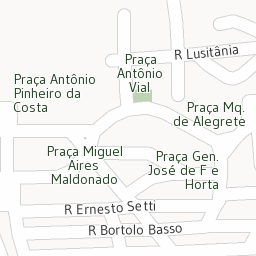 R Lusitânia
Praça
Antônio
Vial
Praça Antônio
Pinheiro da
Costa
Praça Mq.
de Alegrete
Praça Miguel
Aires
Maldonado
Praça Gen.
José de F e
Horta
R Ernesto Setti
R Bortolo Basso